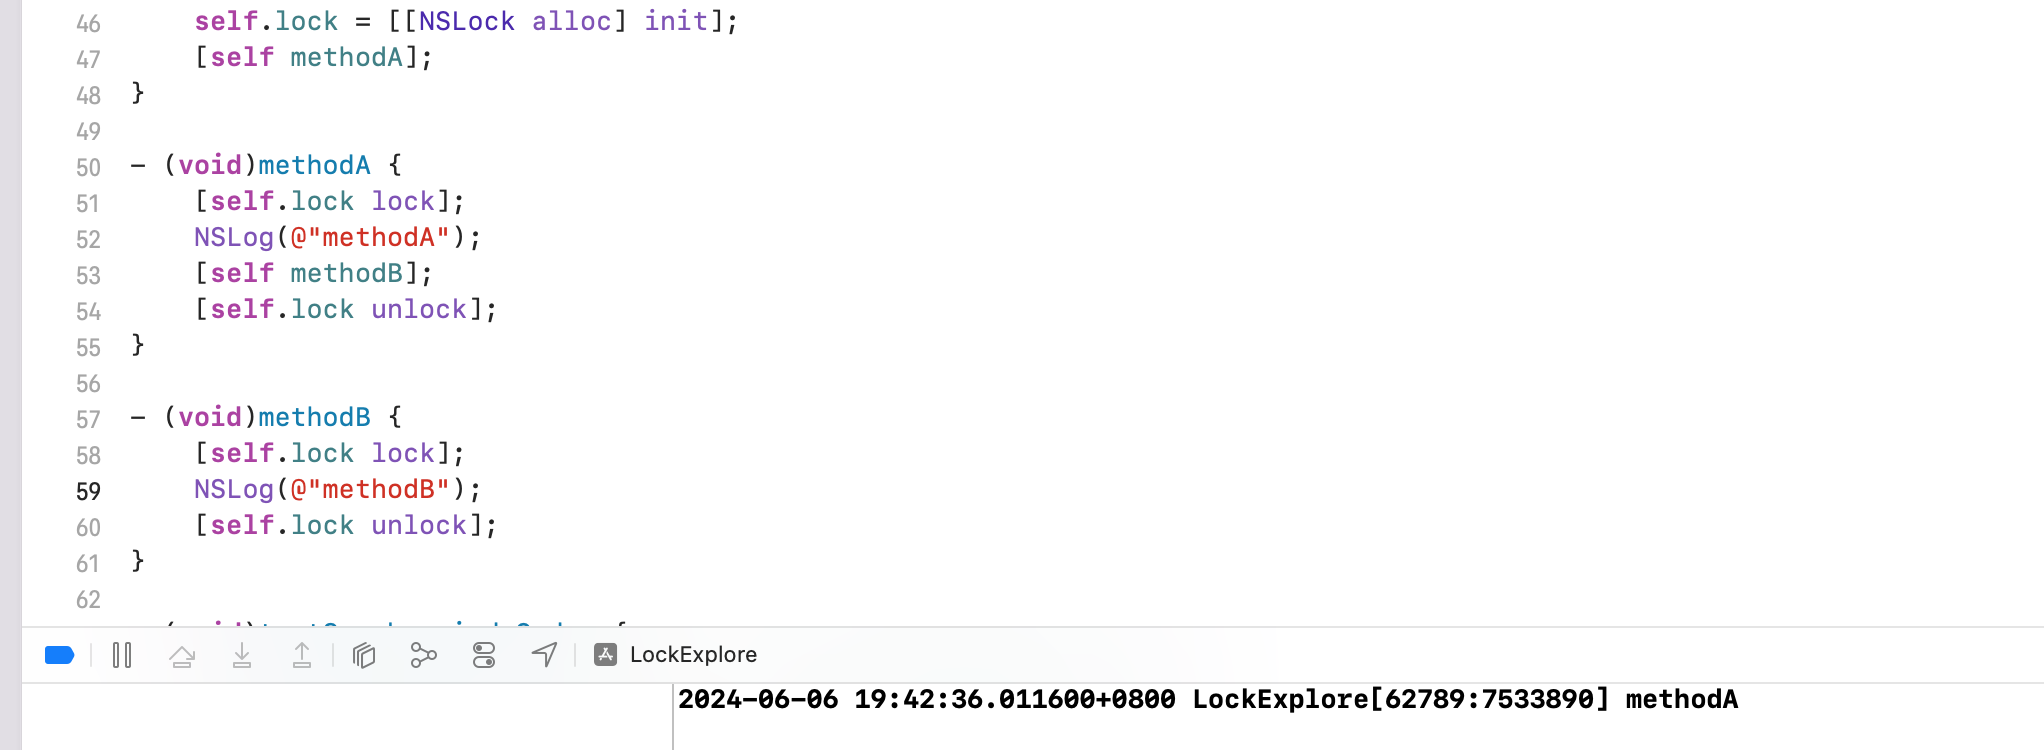 46 self.lock = [[NSLock alloc] init];
47 [self methodA];
48 }
49
50 - (void)methodA {
51 [self.lock lock];
52 NSLog(@"methodA");
53 [self methodB];
54 [self.lock unlock];
55 }
56
57 - (void)methodB {
58 [self.lock lock];
59 NSLog(@"methodB");
60 [self.lock unlock];
61 }
62
LockExplore
2024-06-06 19:42:36.011600+0800 LockExplore[62789:7533890] methodA